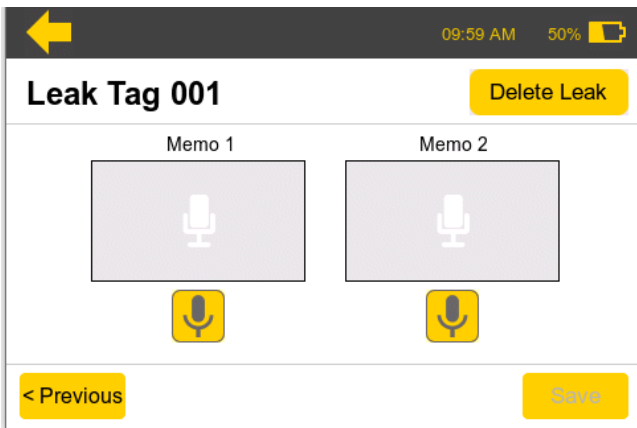 09:59 AM 50%
Leak Tag 001 Delete Leak
Memo 1 Memo 2
< Previous Save